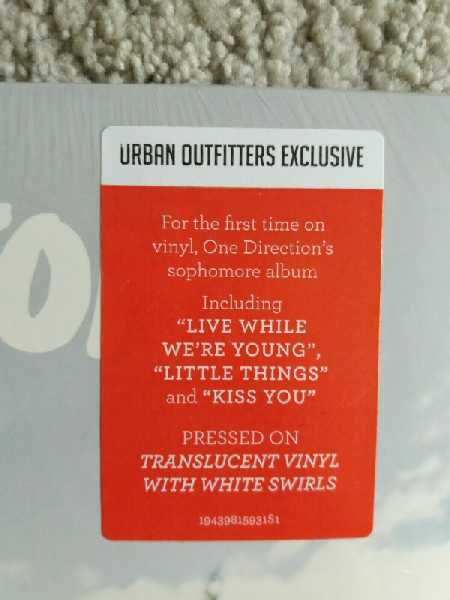 URBAN OUTFITTERS EXCLUSIVE
For the first time on
vinyl, One Direction's
sophomore album
Including
"LIVE WHILE
WE'RE YOUNG",
"LITTLE THINGS"
and "KISS YOU"
PRESSED ON
TRANSLUCENT VINYL
WITH WHITE SWIRLS
19439815931S1